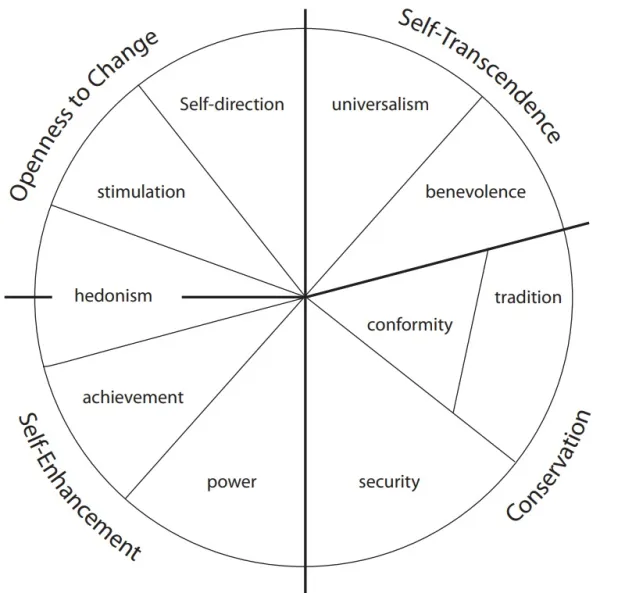 Openness to Change
Self-Transcendence
Self-direction
universalism
stimulation
benevolence
hedonism
tradition
conformity
achievement
power
security
Self-Enhancement
Conservation